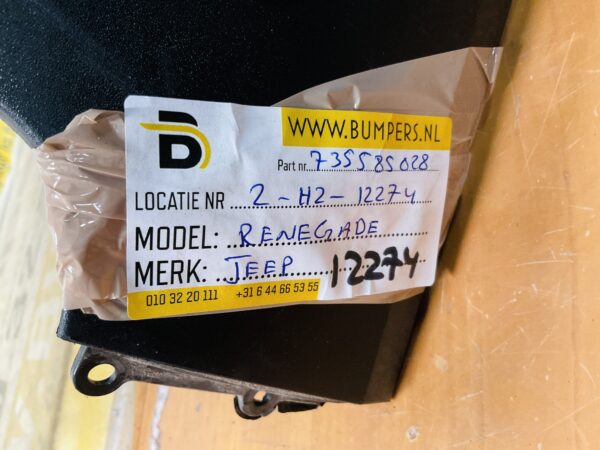 B
WWW.BUMPERS.NL
Part nr. 735585028
LOCATIE NR 2-H2-12274
MODEL: RENEGADE
MERK: JEEP 12274
010 32 20 111 +31 6 44 66 53 55